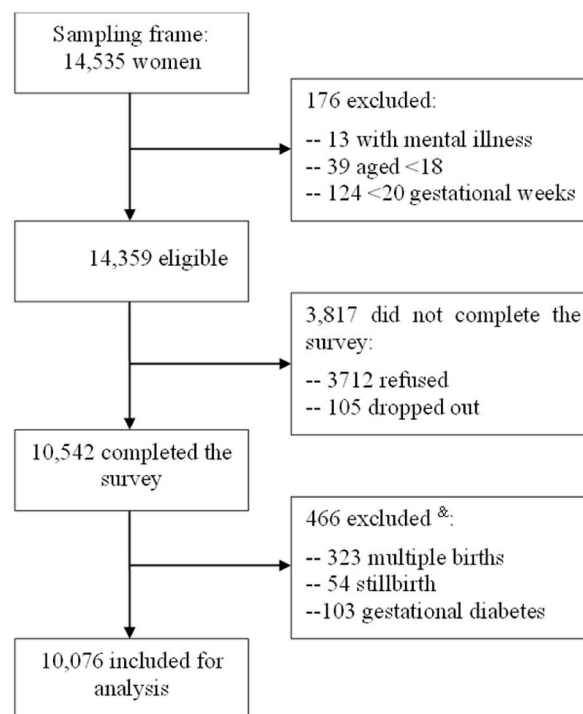 Sampling frame:
14,535 women
176 excluded:
-- 13 with mental illness
-- 39 aged <18
-- 124 <20 gestational weeks
14,359 eligible
3,817 did not complete the
survey:
-- 3712 refused
-- 105 dropped out
10,542 completed the
survey
466 excluded &:
-- 323 multiple births
-- 54 stillbirth
--103 gestational diabetes
10,076 included for
analysis